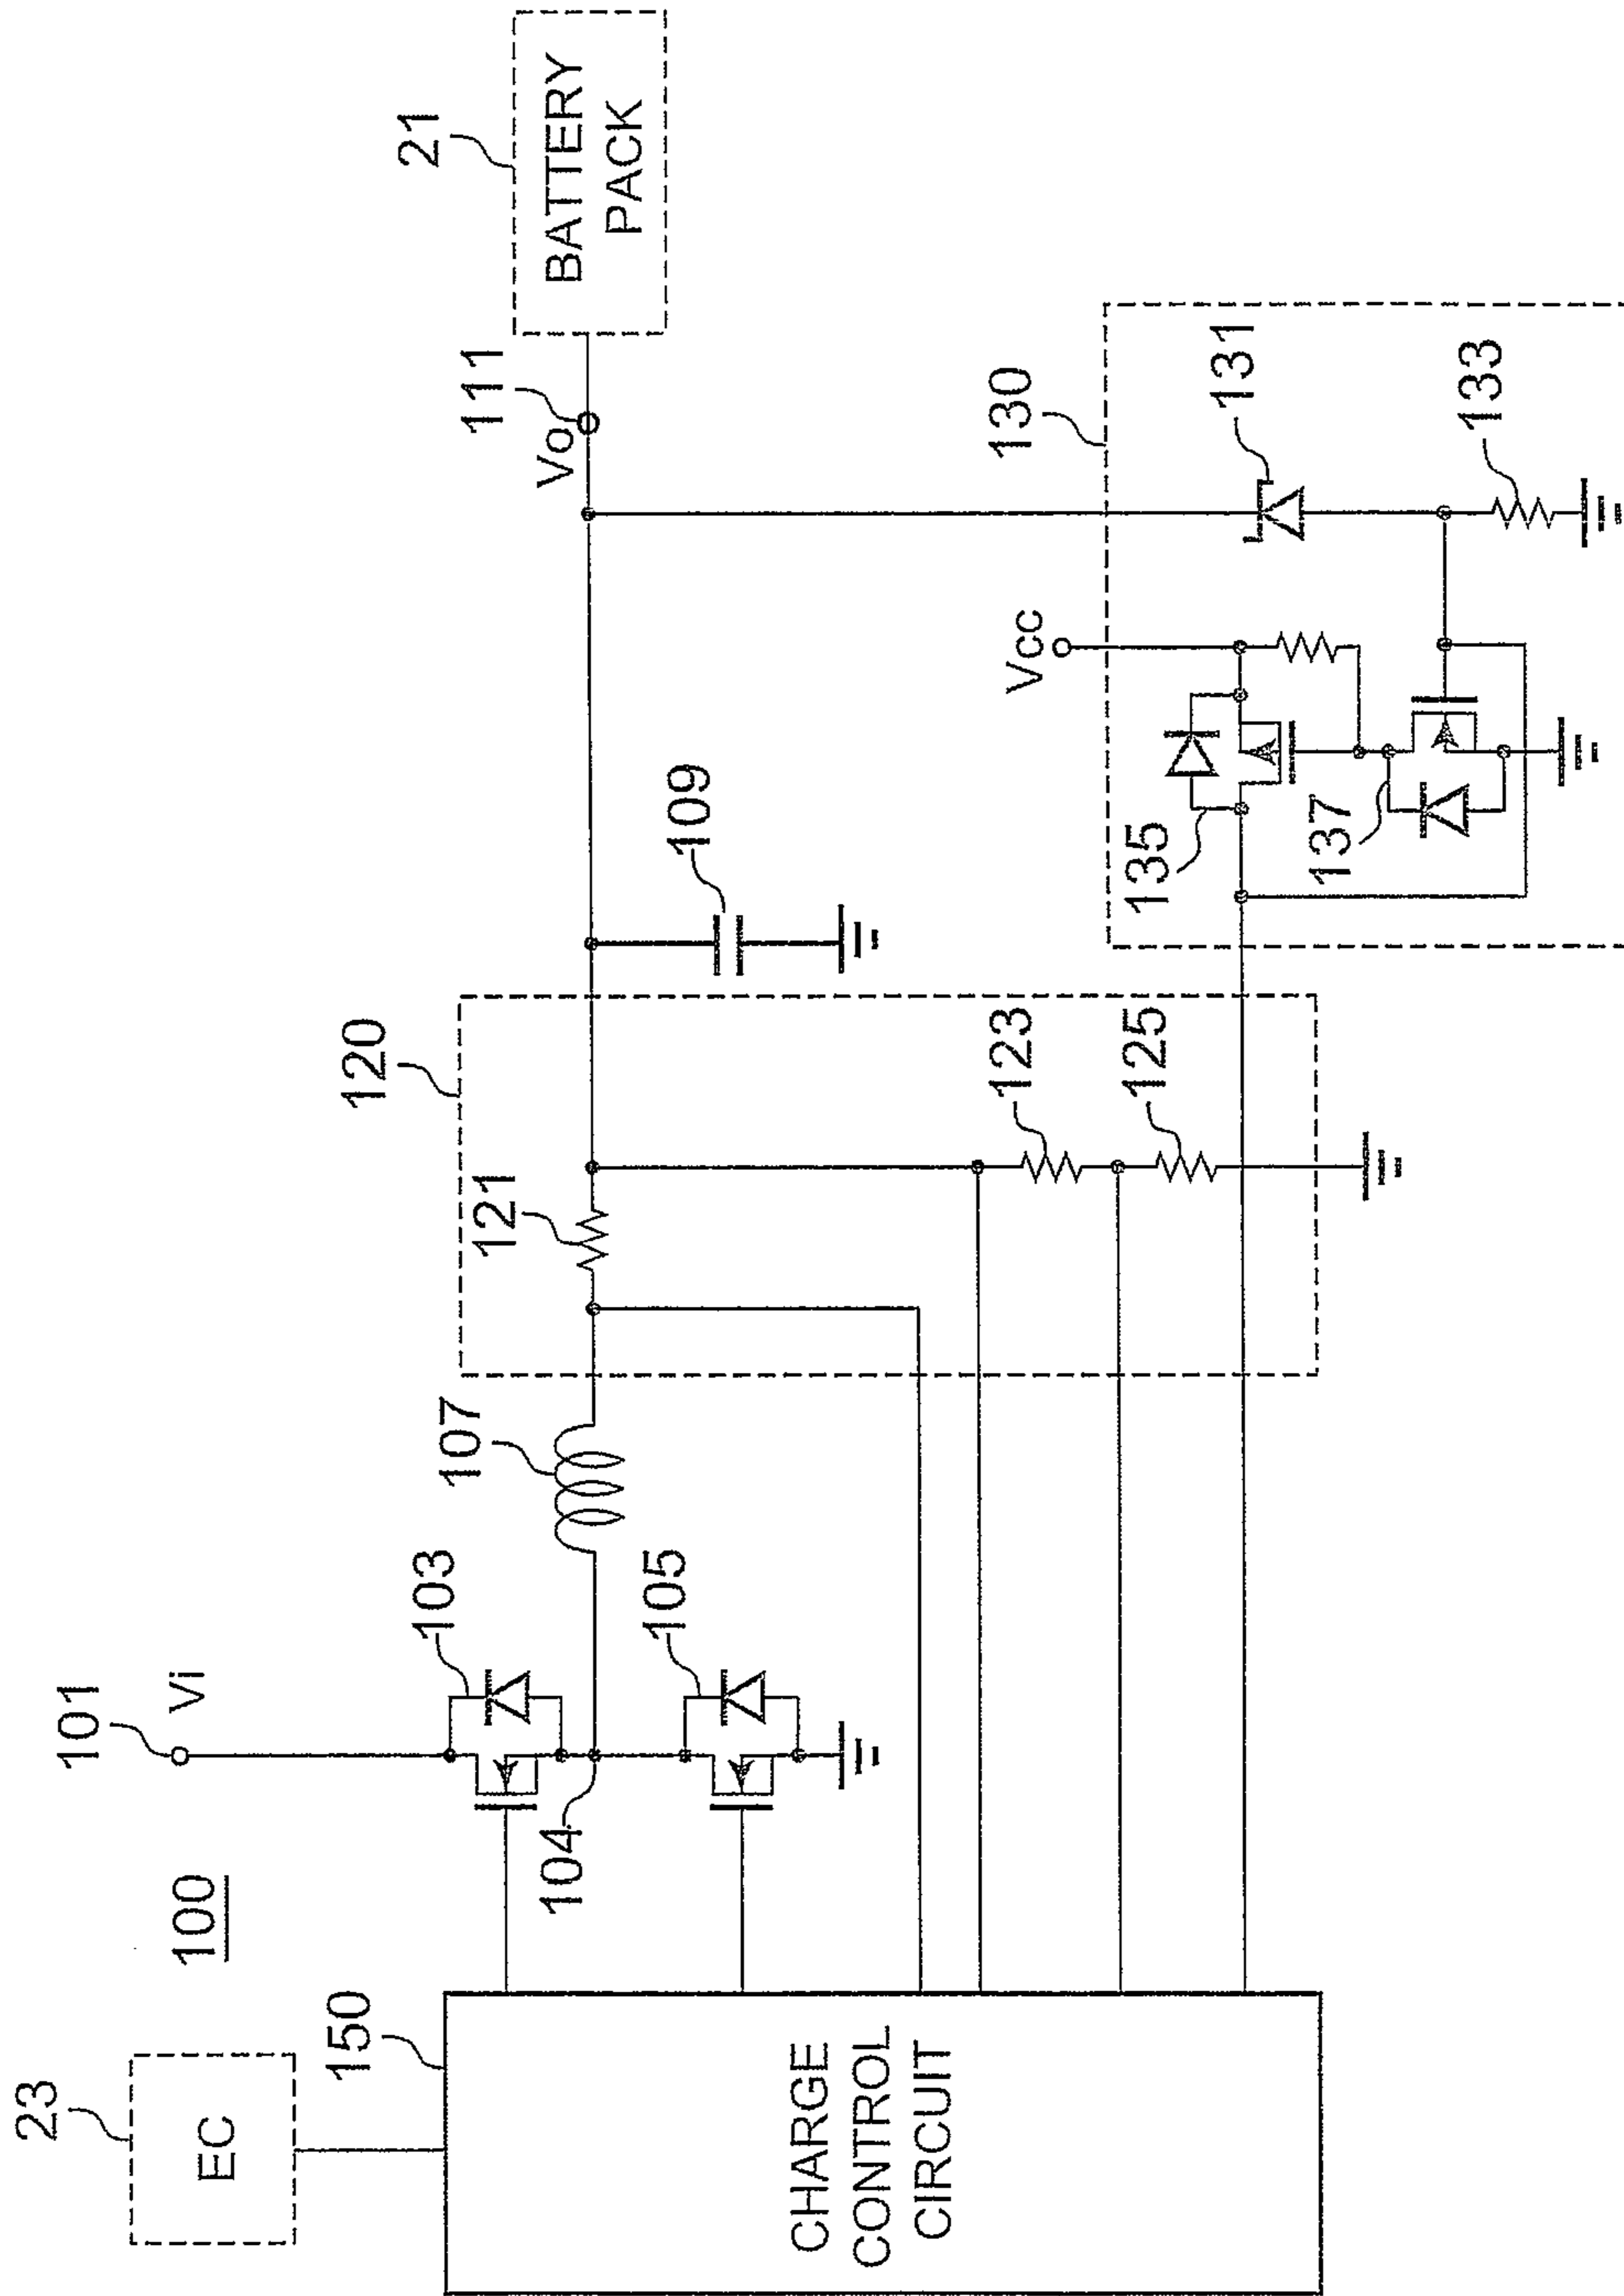 23
EC
150
CHARGE
CONTROL
CIRCUIT
100
101
Vi
103
104
105
107
120
121
123
125
109
Vo
111
21
BATTERY
PACK
130
Vcc
131
133
135
137